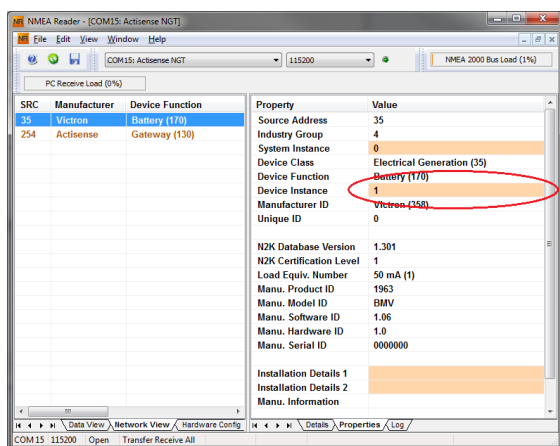 NMEA Reader - [COM15: Actisense NGT]
File Edit View Window Help
COM15: Actisense NGT 115200 NMEA 2000 Bus Load (1%)
PC Receive Load (0%)
SRC Manufacturer Device Function
35 Victron Battery (170)
254 Actisense Gateway (130)
Property Value
Source Address 35
Industry Group 4
System Instance 0
Device Class Electrical Generation (35)
Device Function Battery (170)
Device Instance 1
Manufacturer ID Victron (358)
Unique ID 0
N2K Database Version 1.301
N2K Certification Level 1
Load Equiv. Number 50 mA (1)
Manu. Product ID 1963
Manu. Model ID BMV
Manu. Software ID 1.06
Manu. Hardware ID 1.0
Manu. Serial ID 0000000
Installation Details 1
Installation Details 2
Manu. Information
Data View Network View Hardware Config
Details Properties Log
COM 15 115200 Open Transfer Receive All